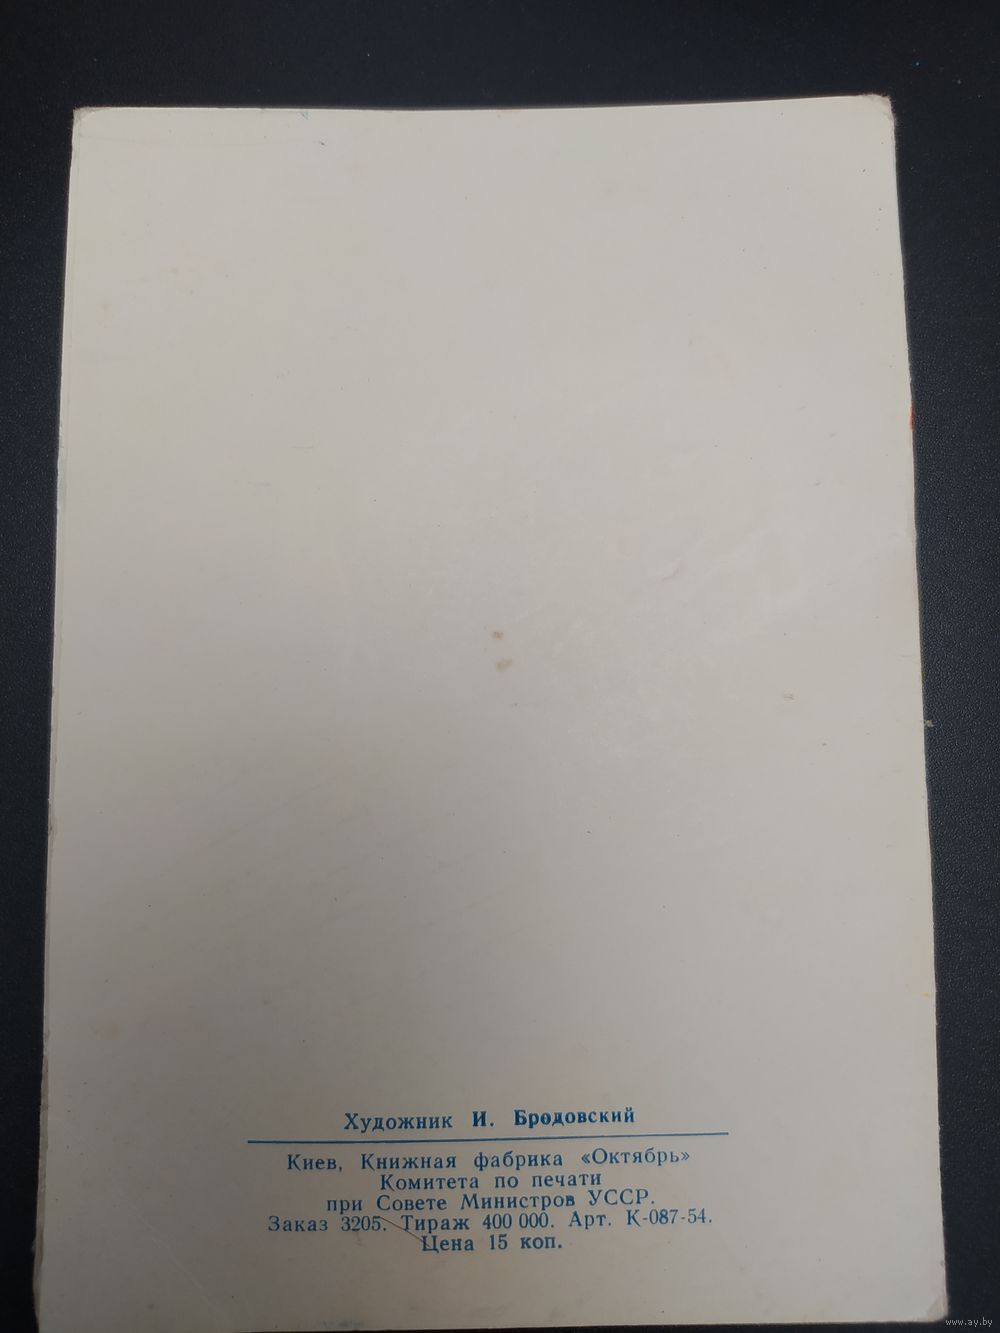 Художник И. Бродовский
Киев, Книжная фабрика «Октябрь»
Комитета по печати
при Совете Министров УССР.
Заказ 3205. Тираж 400 000. Арт. К-087-54.
Цена 15 коп.
www.ay.by